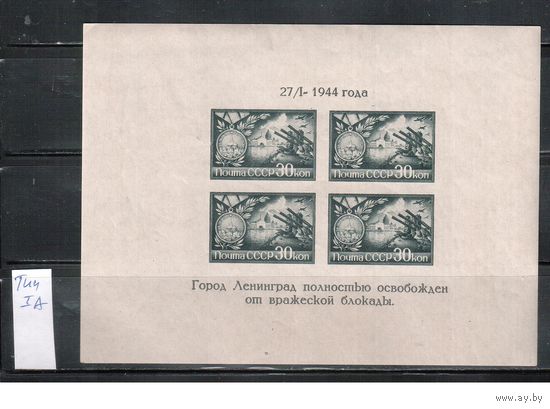 27/I- 1944 года
Почта СССР 30 коп
Почта СССР 30 коп
Почта СССР 30 коп
Почта СССР 30 коп
Город Ленинград полностью освобожден
от вражеской блокады.
Тип
IA
www.ay.by